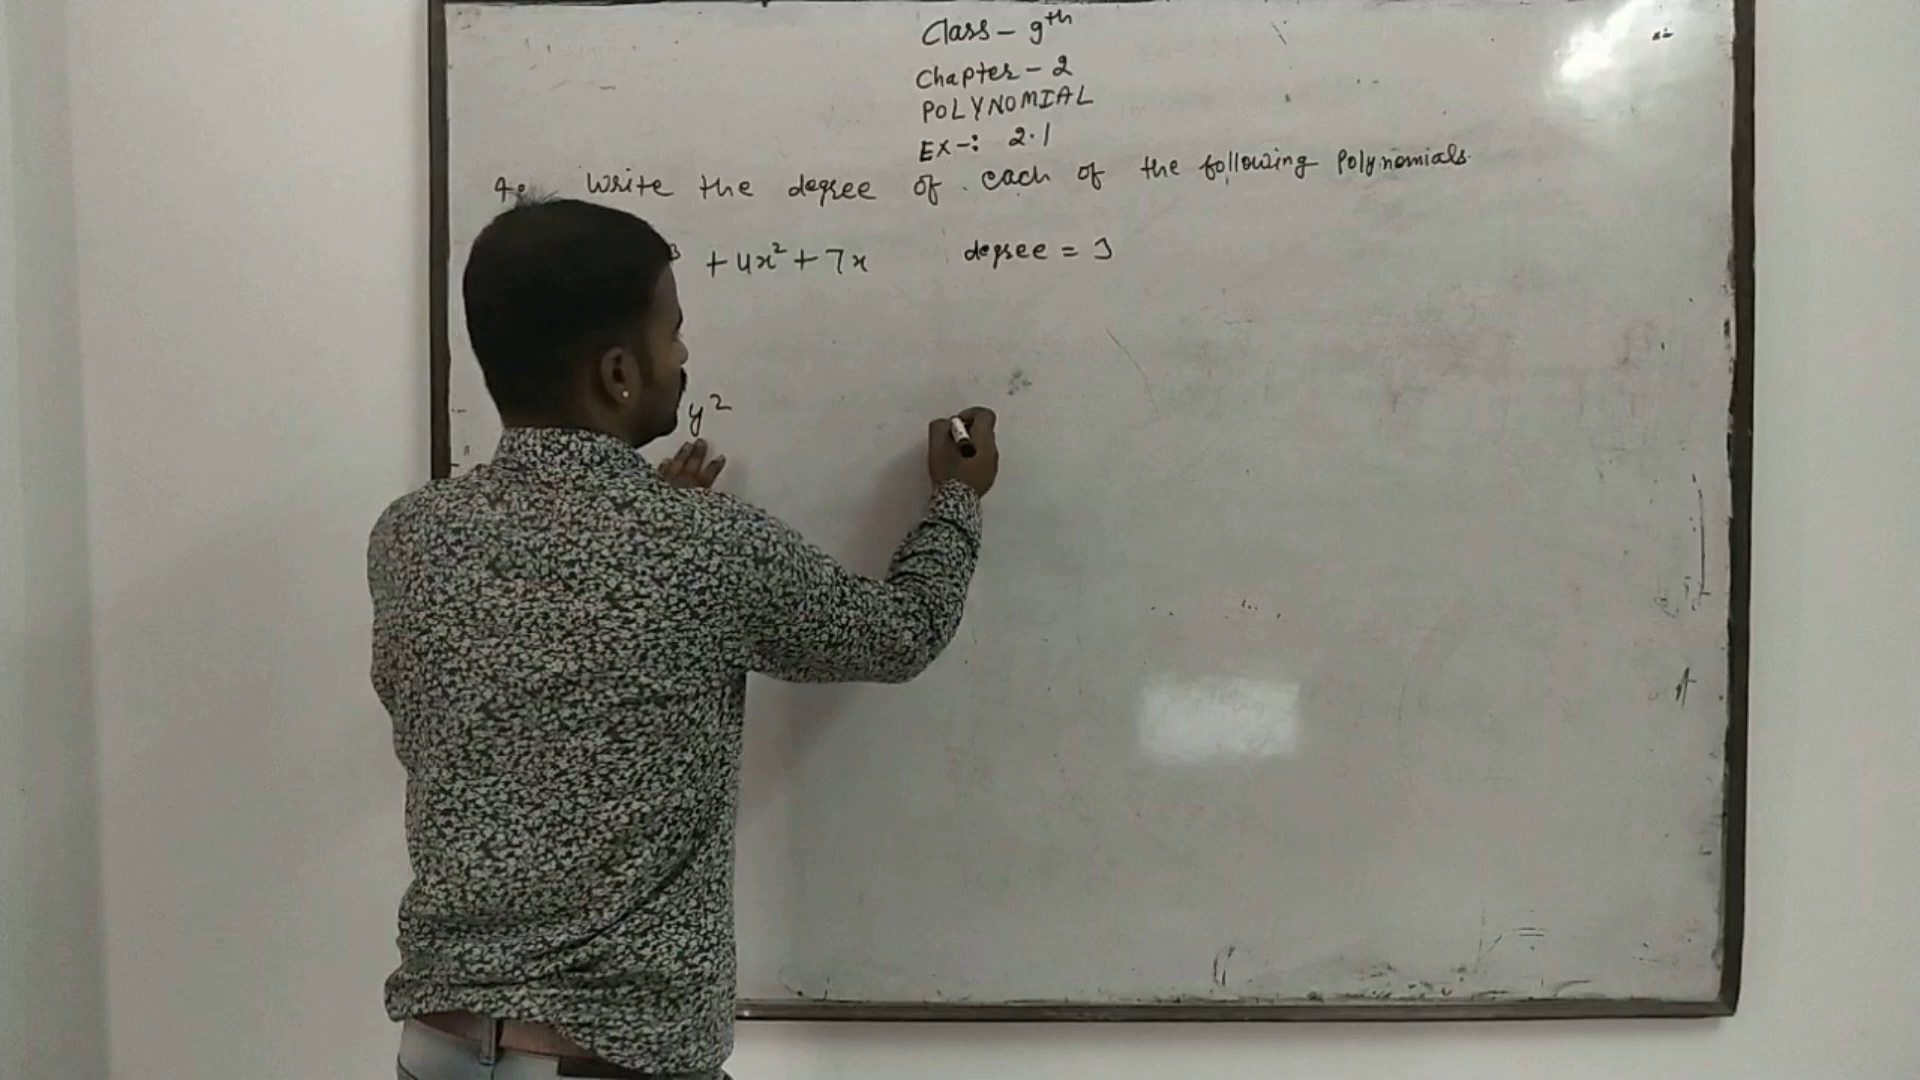 Class - 9th
Chapter - 2
POLYNOMIAL
EX-: 2.1
4. Write the degree of each of the following Polynomials.
3 + 4x² + 7x degree = 3
y²